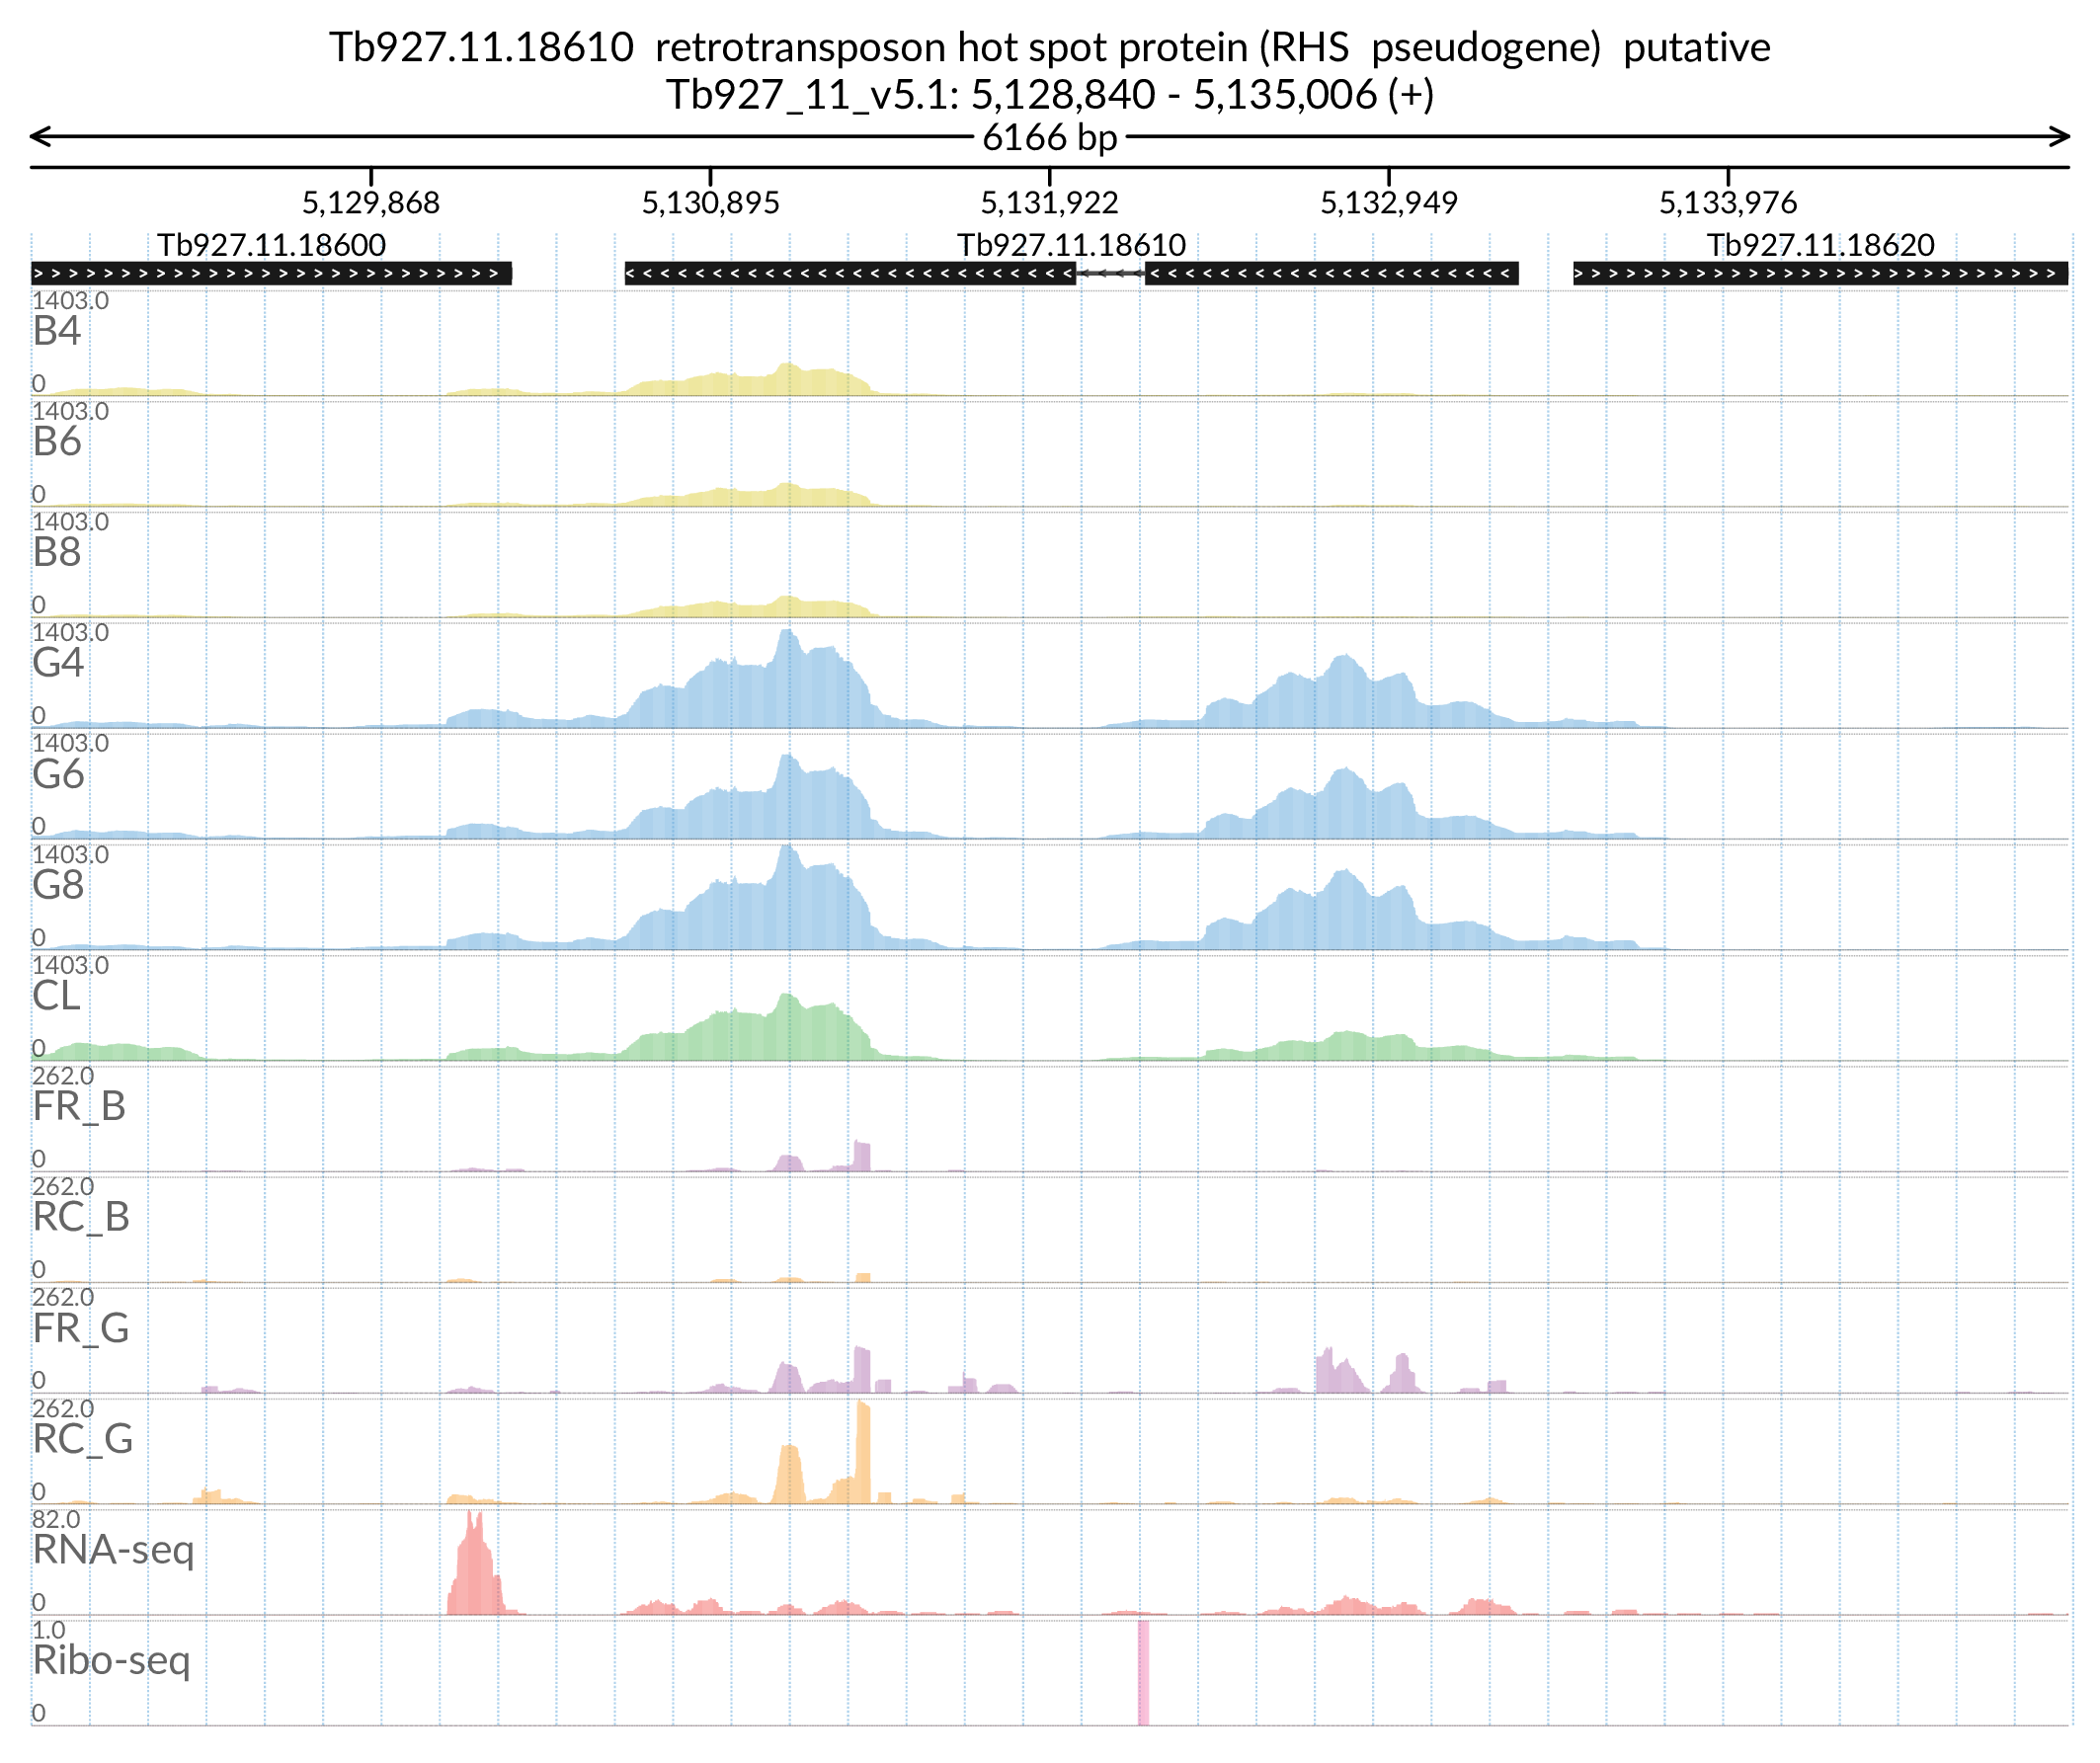 Tb927.11.18610 retrotransposon hot spot protein (RHS pseudogene) putative
Tb927_11_v5.1: 5,128,840 - 5,135,006 (+)
6166 bp
5,129,868 5,130,895 5,131,922 5,132,949 5,133,976
Tb927.11.18600 Tb927.11.18610 Tb927.11.18620
1403.0
B4
0
1403.0
B6
0
1403.0
B8
0
1403.0
G4
0
1403.0
G6
0
1403.0
G8
0
1403.0
CL
0
262.0
FR_B
0
262.0
RC_B
0
262.0
FR_G
0
262.0
RC_G
0
82.0
RNA-seq
0
1.0
Ribo-seq
0